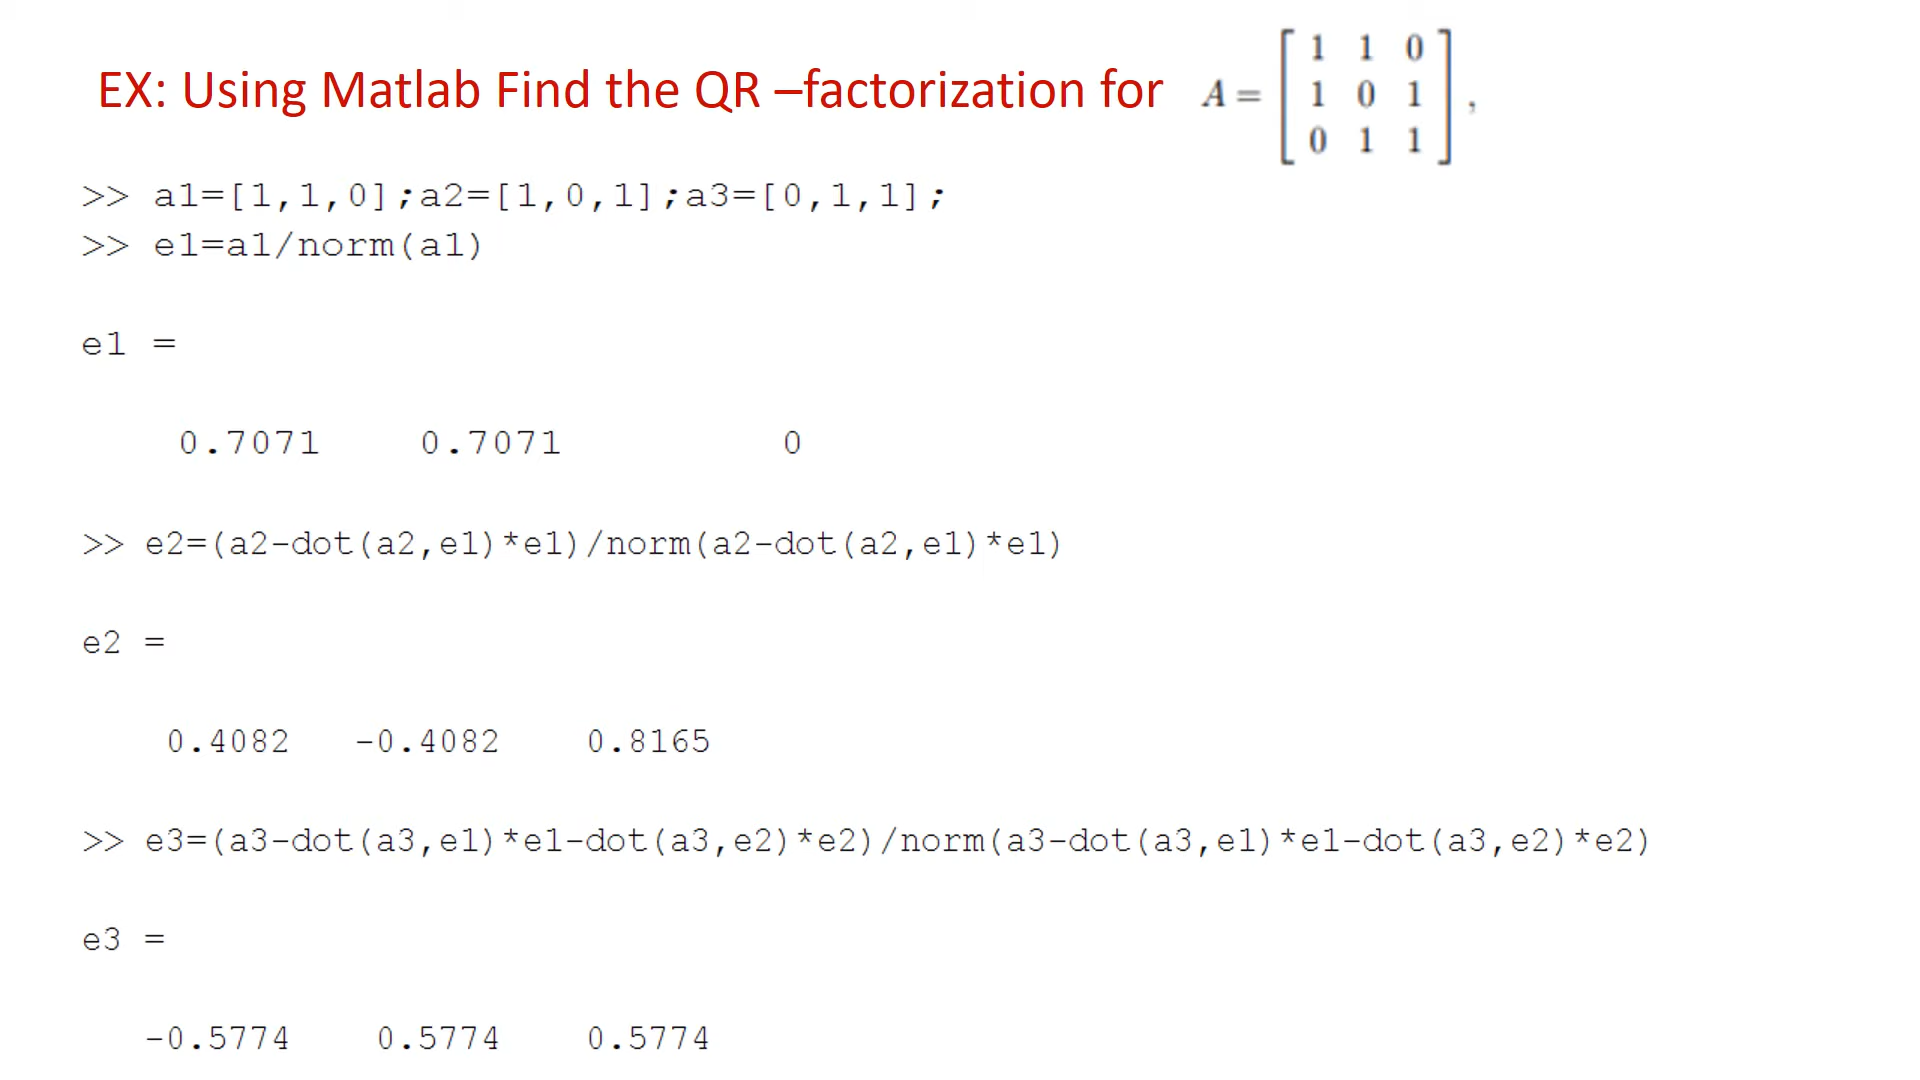 EX: Using Matlab Find the QR –factorization for A = [ 1 1 0
1 0 1
0 1 1 ] ,
>> a1=[1,1,0];a2=[1,0,1];a3=[0,1,1];
>> e1=a1/norm(a1)
e1 =
0.7071 0.7071 0
>> e2=(a2-dot(a2,e1)*e1)/norm(a2-dot(a2,e1)*e1)
e2 =
0.4082 -0.4082 0.8165
>> e3=(a3-dot(a3,e1)*e1-dot(a3,e2)*e2)/norm(a3-dot(a3,e1)*e1-dot(a3,e2)*e2)
e3 =
-0.5774 0.5774 0.5774